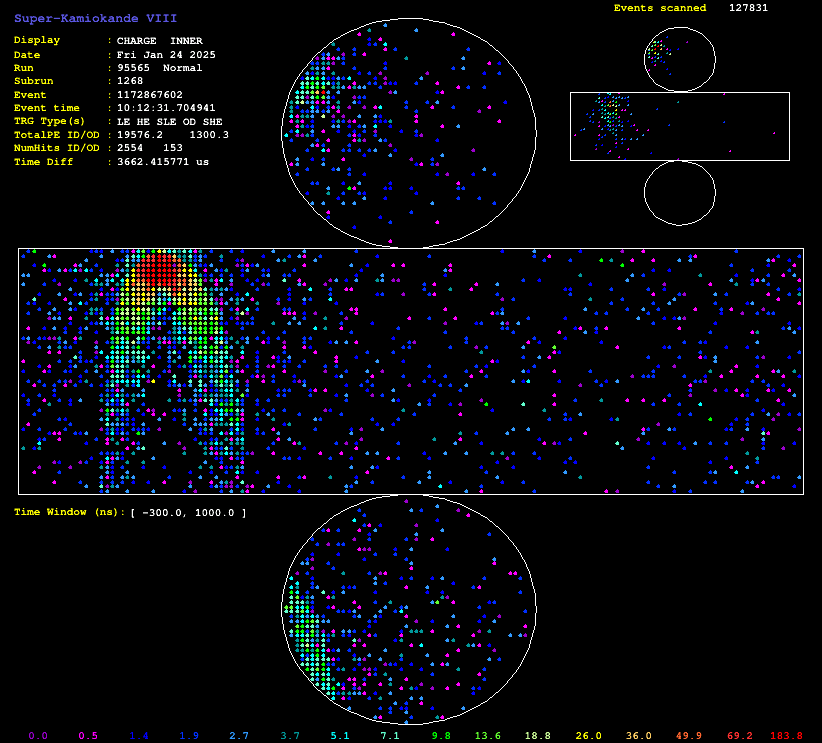 Super-Kamiokande VIII
Events scanned 127831
Display : CHARGE INNER
Date : Fri Jan 24 2025
Run : 95565 Normal
Subrun : 1268
Event : 1172867602
Event time : 10:12:31.704941
TRG Type(s) : LE HE SLE OD SHE
TotalPE ID/OD : 19576.2 1300.3
NumHits ID/OD : 2554 153
Time Diff : 3662.415771 us
Time Window (ns): [ -300.0, 1000.0 ]
0.0 0.5 1.4 1.9 2.7 3.7 5.1 7.1 9.8 13.6 18.8 26.0 36.0 49.9 69.2 183.8